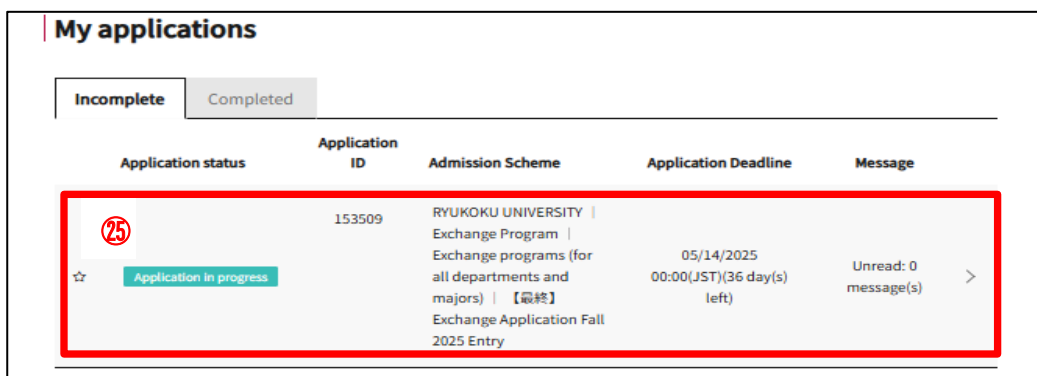 My applications
Incomplete
Completed
Application status
Application
ID
Admission Scheme
Application Deadline
Message
㉕
Application in progress
153509
RYUKOKU UNIVERSITY |
Exchange Program |
Exchange programs (for
all departments and
majors) | 【最終】
Exchange Application Fall
2025 Entry
05/14/2025
00:00(JST)(36 day(s)
left)
Unread: 0
message(s)